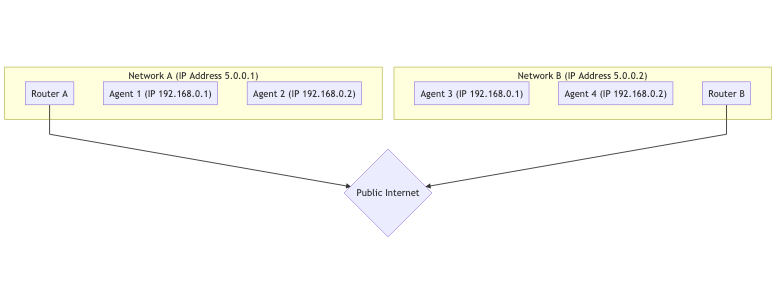 Network A (IP Address 5.0.0.1)
Router A
Agent 1 (IP 192.168.0.1)
Agent 2 (IP 192.168.0.2)
Network B (IP Address 5.0.0.2)
Agent 3 (IP 192.168.0.1)
Agent 4 (IP 192.168.0.2)
Router B
Public Internet